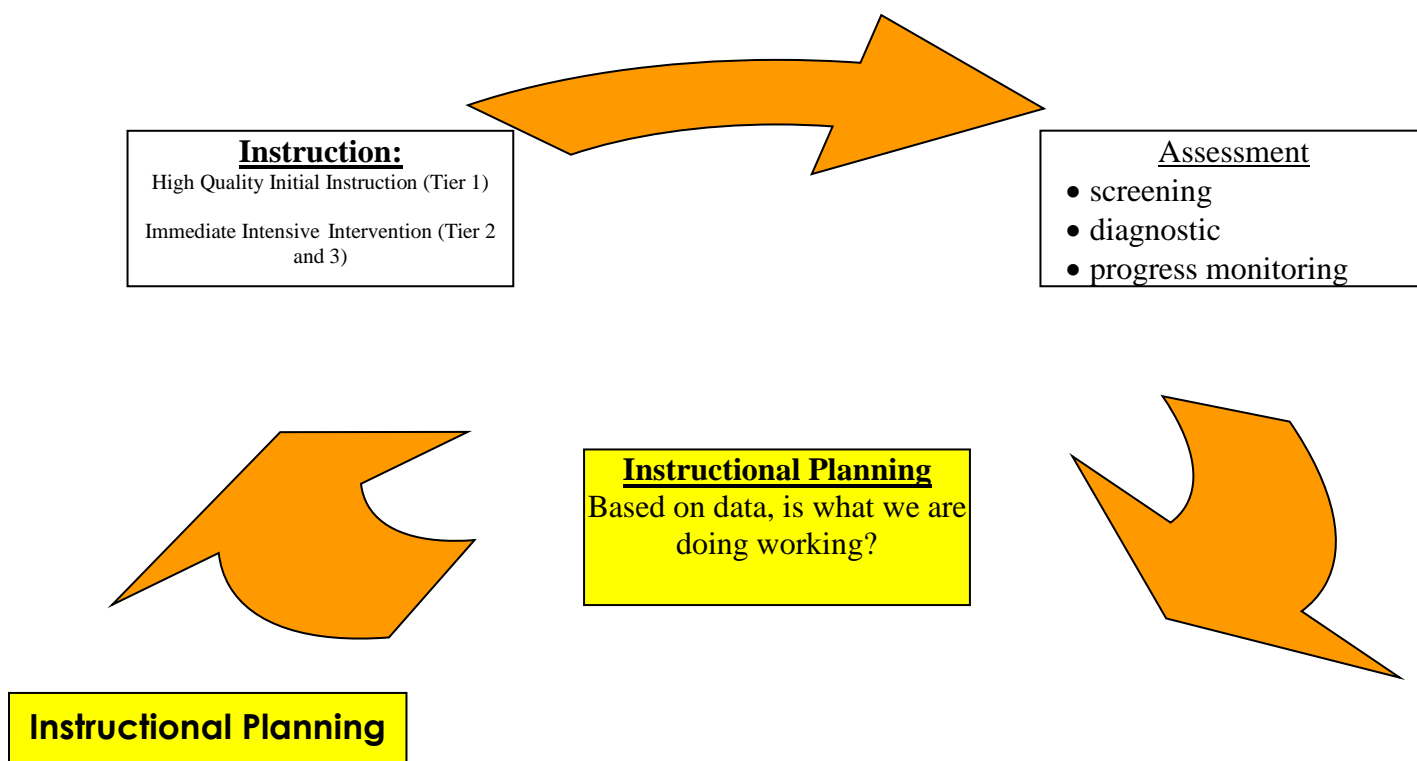 Instruction:
High Quality Initial Instruction (Tier 1)
Immediate Intensive Intervention (Tier 2
and 3)
Assessment
• screening
• diagnostic
• progress monitoring
Instructional Planning
Based on data, is what we are
doing working?
Instructional Planning